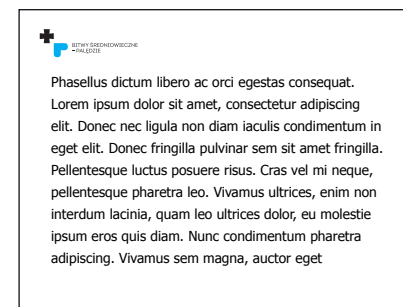 BITWY ŚREDNIOWIECZNE
– PALĘDZIE
Phasellus dictum libero ac orci egestas consequat.
Lorem ipsum dolor sit amet, consectetur adipiscing
elit. Donec nec ligula non diam iaculis condimentum in
eget elit. Donec fringilla pulvinar sem sit amet fringilla.
Pellentesque luctus posuere risus. Cras vel mi neque,
pellentesque pharetra leo. Vivamus ultrices, enim non
interdum lacinia, quam leo ultrices dolor, eu molestie
ipsum eros quis diam. Nunc condimentum pharetra
adipiscing. Vivamus sem magna, auctor eget